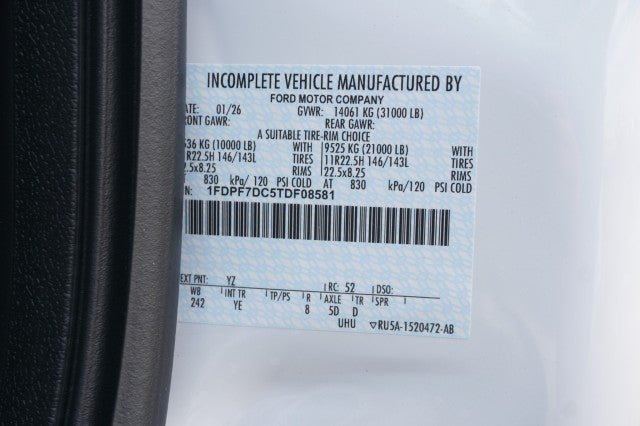 INCOMPLETE VEHICLE MANUFACTURED BY
FORD MOTOR COMPANY
01/26 GVWR: 14061 KG (31000 LB)
RONT GAWR: REAR GAWR:
A SUITABLE TIRE-RIM CHOICE
536 KG (10000 LB) WITH 9525 KG (21000 LB) WITH
1R22.5H 146/143L TIRES 11R22.5H 146/143L TIRES
2.5x8.25 RIMS 22.5x8.25 RIMS
830 kPa/120 PSI COLD AT 830 kPa/120 PSI COLD
1FDPF7DC5TDF08581
EXT PNT: YZ RC: 52 DSO:
WB INT TR TP/PS R AXLE TR SPR
242 YE 8 5D D
UHU RU5A-1520472-AB